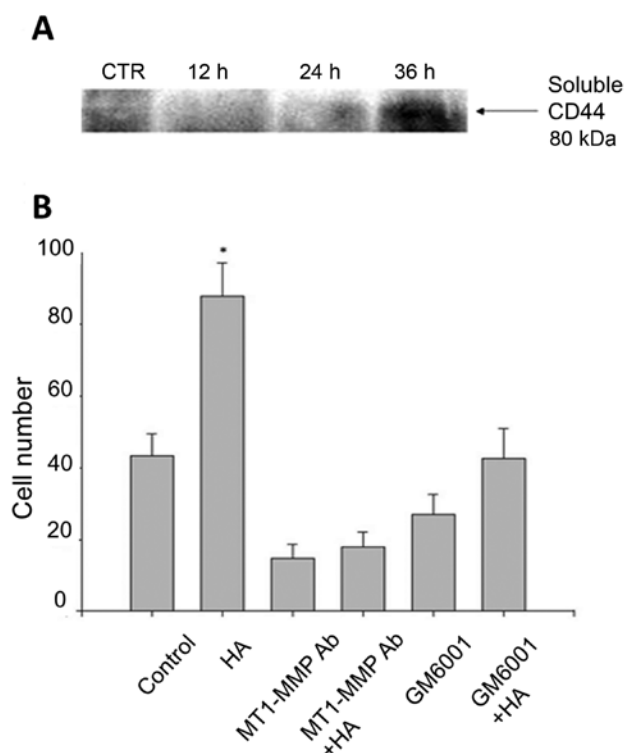 A
CTR 12 h 24 h 36 h
Soluble
CD44
80 kDa
B
100
80
60
40
20
0
Cell number
*
Control
HA
MT1-MMP Ab
MT1-MMP Ab
+HA
GM6001
GM6001
+HA